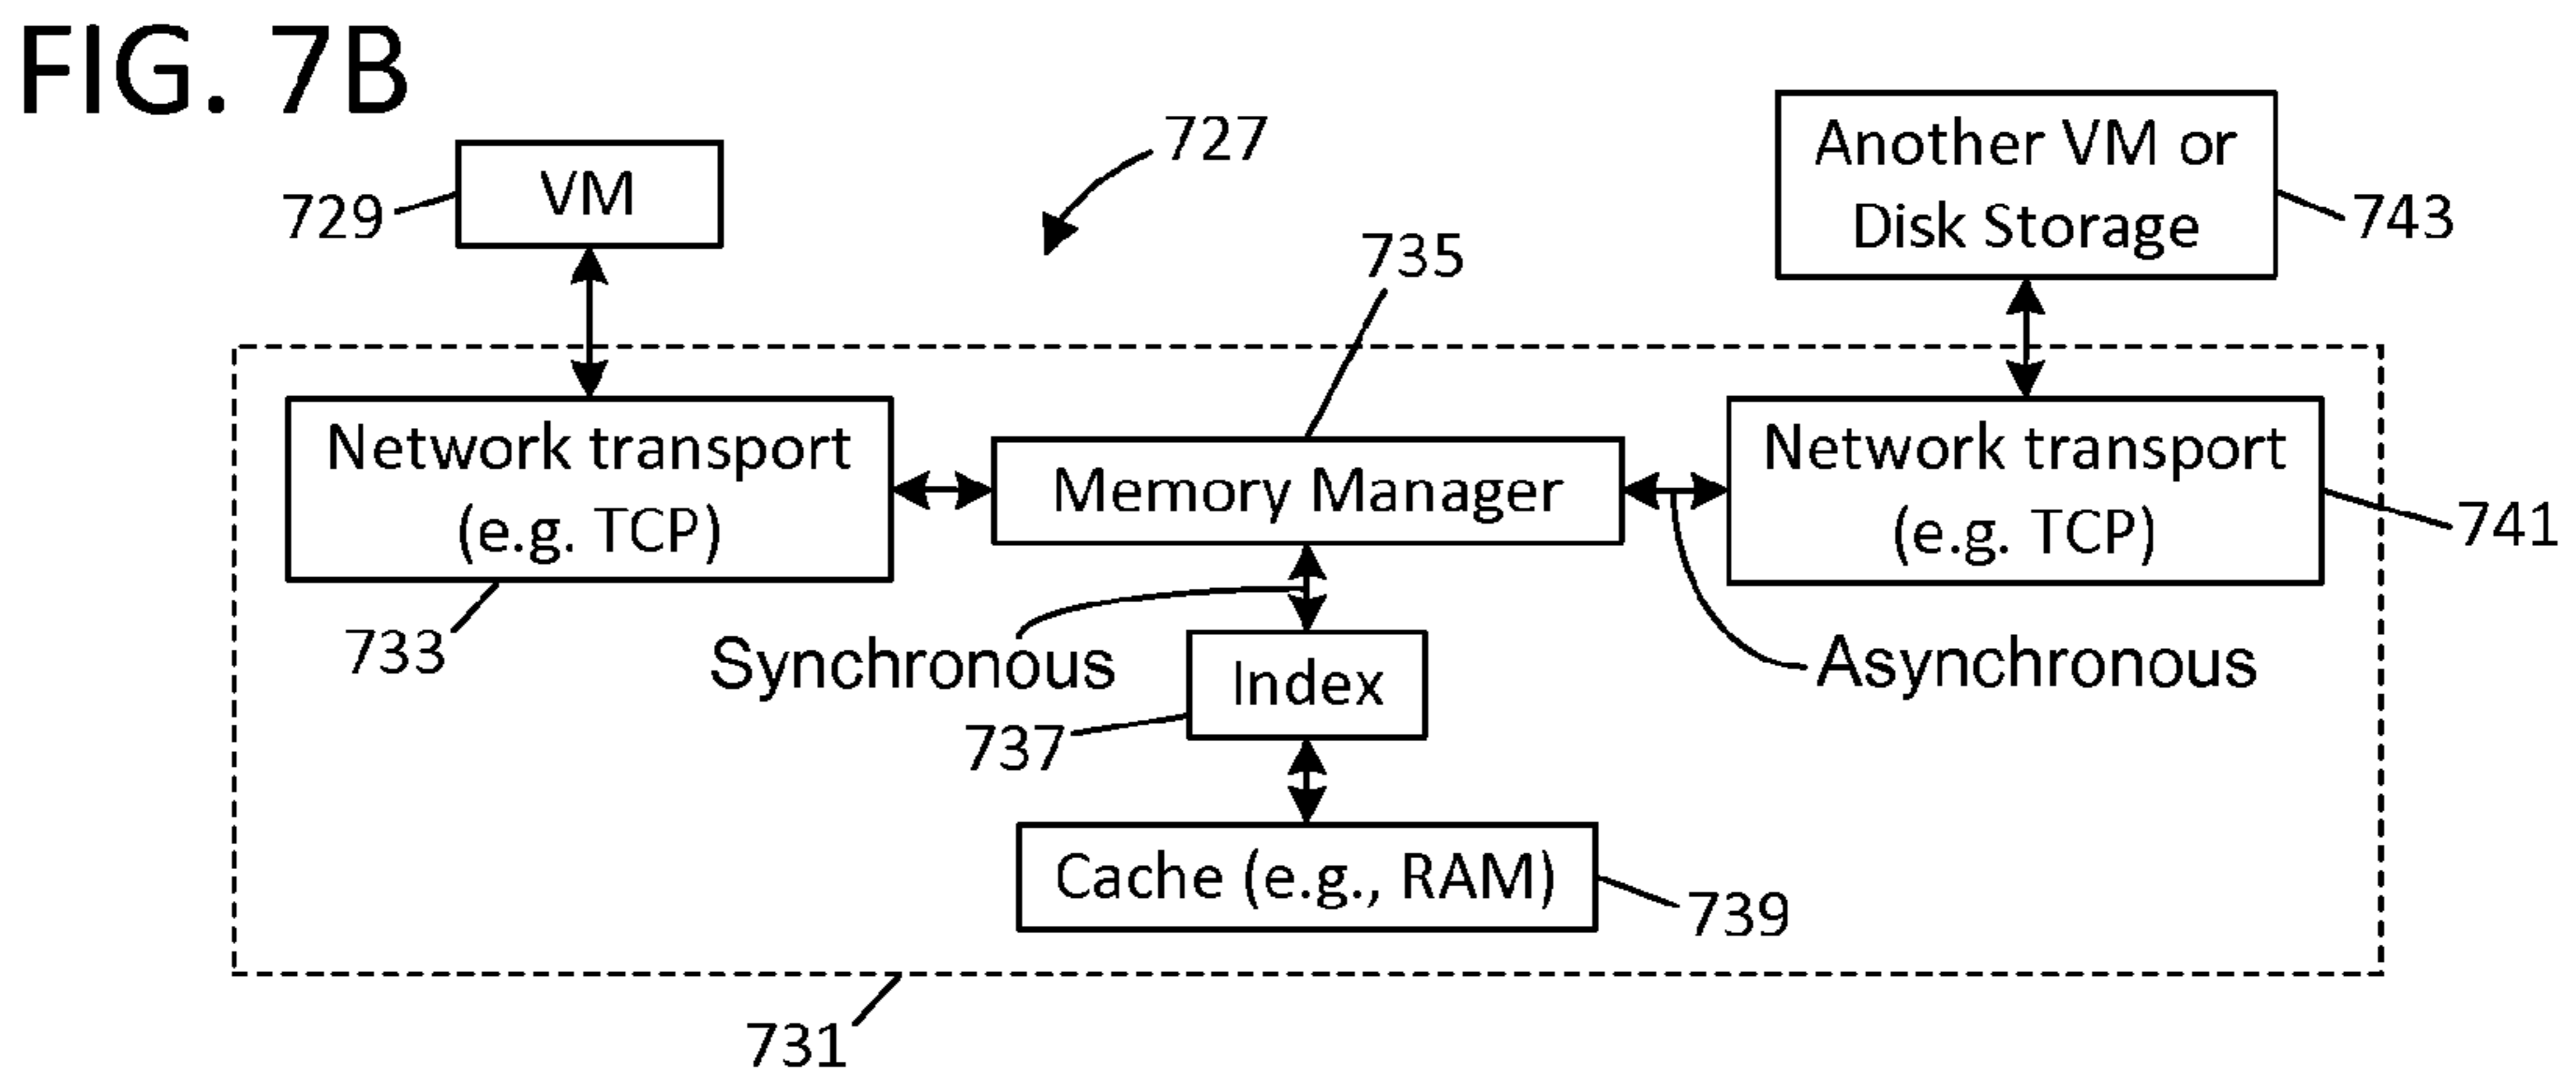 FIG. 7B
727
Another VM or
Disk Storage
743
VM
729
735
Network transport
(e.g. TCP)
733
Memory Manager
Network transport
(e.g. TCP)
741
Synchronous
Asynchronous
Index
737
Cache (e.g., RAM)
739
731